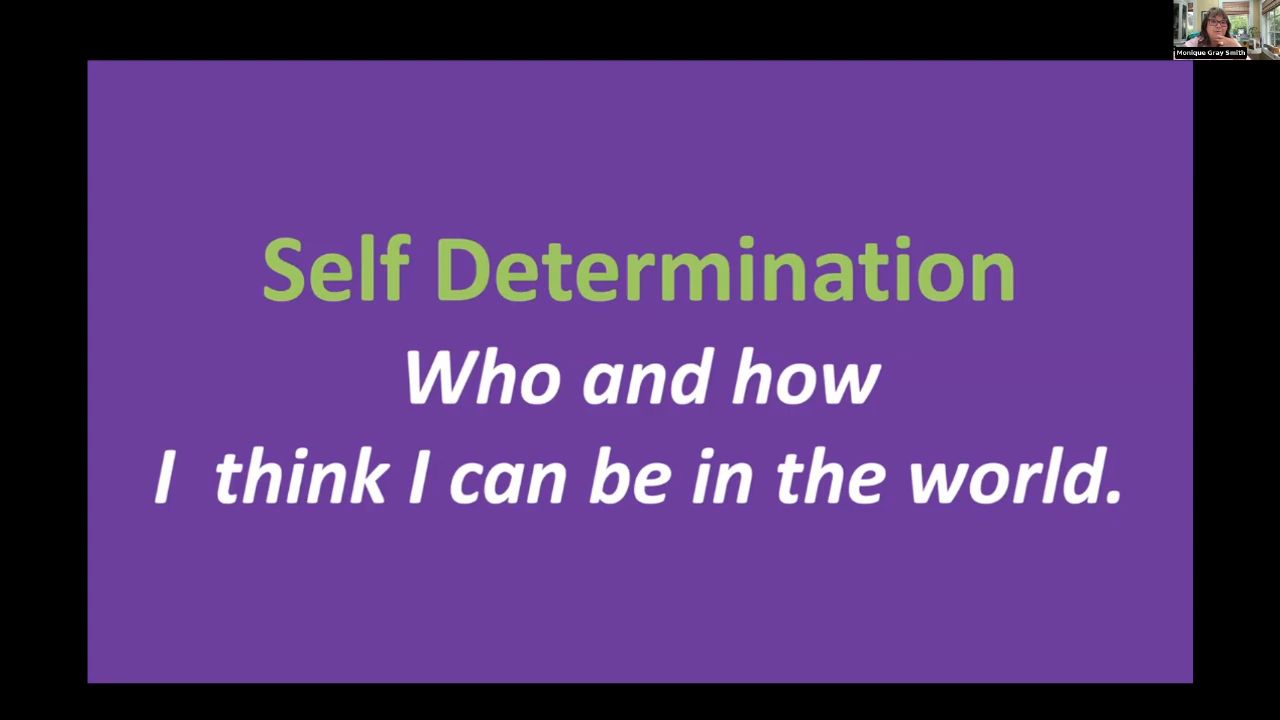 Monique Gray Smith
Self Determination
Who and how
I think I can be in the world.